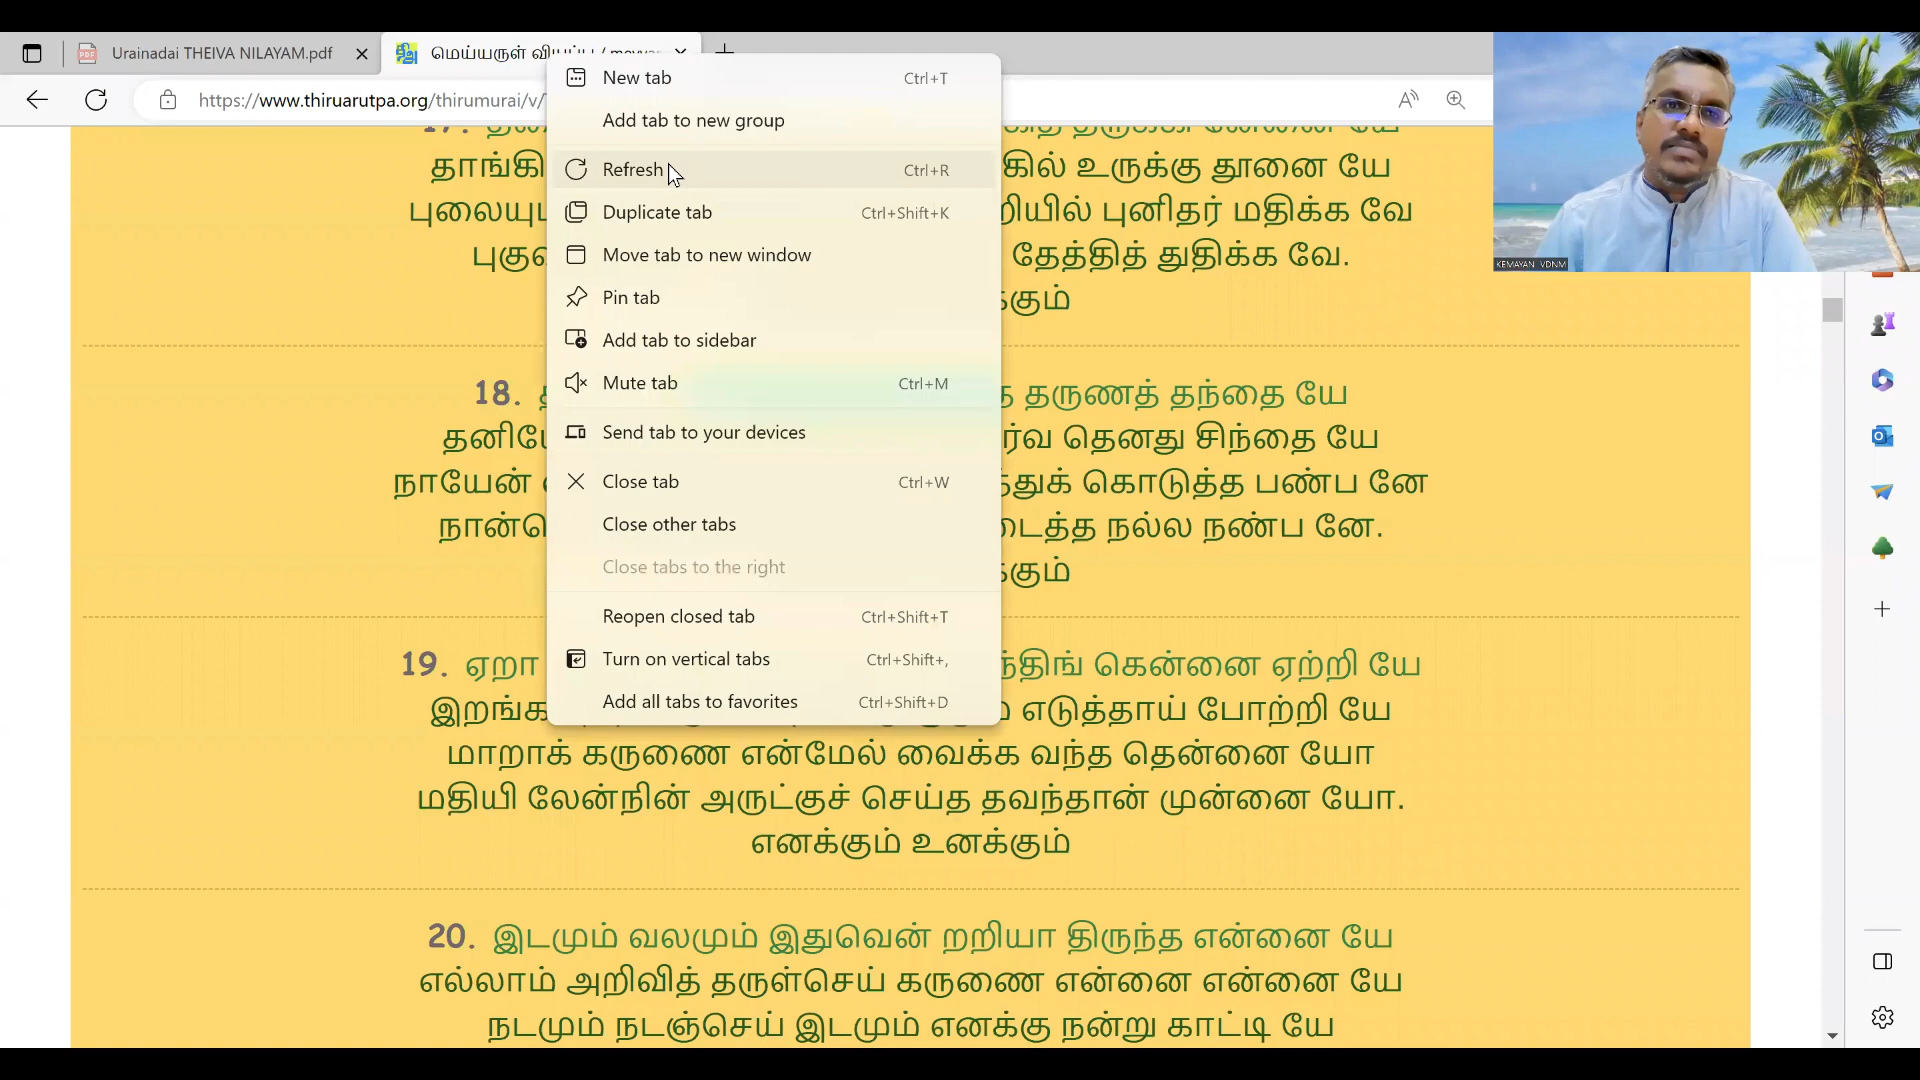 Urainadai THEIVA NILAYAM.pdf
மெய்யருள்
https://www.thiruarutpa.org/thirumurai/v/
New tab Ctrl+T
Add tab to new group
Refresh Ctrl+R
Duplicate tab Ctrl+Shift+K
Move tab to new window
Pin tab
Add tab to sidebar
Mute tab Ctrl+M
Send tab to your devices
Close tab Ctrl+W
Close other tabs
Close tabs to the right
Reopen closed tab Ctrl+Shift+T
Turn on vertical tabs Ctrl+Shift+,
Add all tabs to favorites Ctrl+Shift+D
KEMAYAN VDNM
17.
உருக்கு தூனை யே
புனிதர் மதிக்க வே
தேத்தித் துதிக்க வே.
18. தருணத் தந்தை யே
தெனது சிந்தை யே
நாயேன் கொடுத்த பண்ப னே
நல்ல நண்ப னே.
19. ஏறா கென்னை ஏற்றி யே
எடுத்தாய் போற்றி யே
மாறாக் கருணை என்மேல் வைக்க வந்த தென்னை யோ
மதியி லேன்நின் அருட்குச் செய்த தவந்தான் முன்னை யோ.
எனக்கும் உனக்கும்
20. இடமும் வலமும் இதுவென் றறியா திருந்த என்னை யே
எல்லாம் அறிவித் தருள்செய் கருணை என்னை என்னை யே
நடமும் நடஞ்செய் இடமும் எனக்கு நன்று காட்டி யே